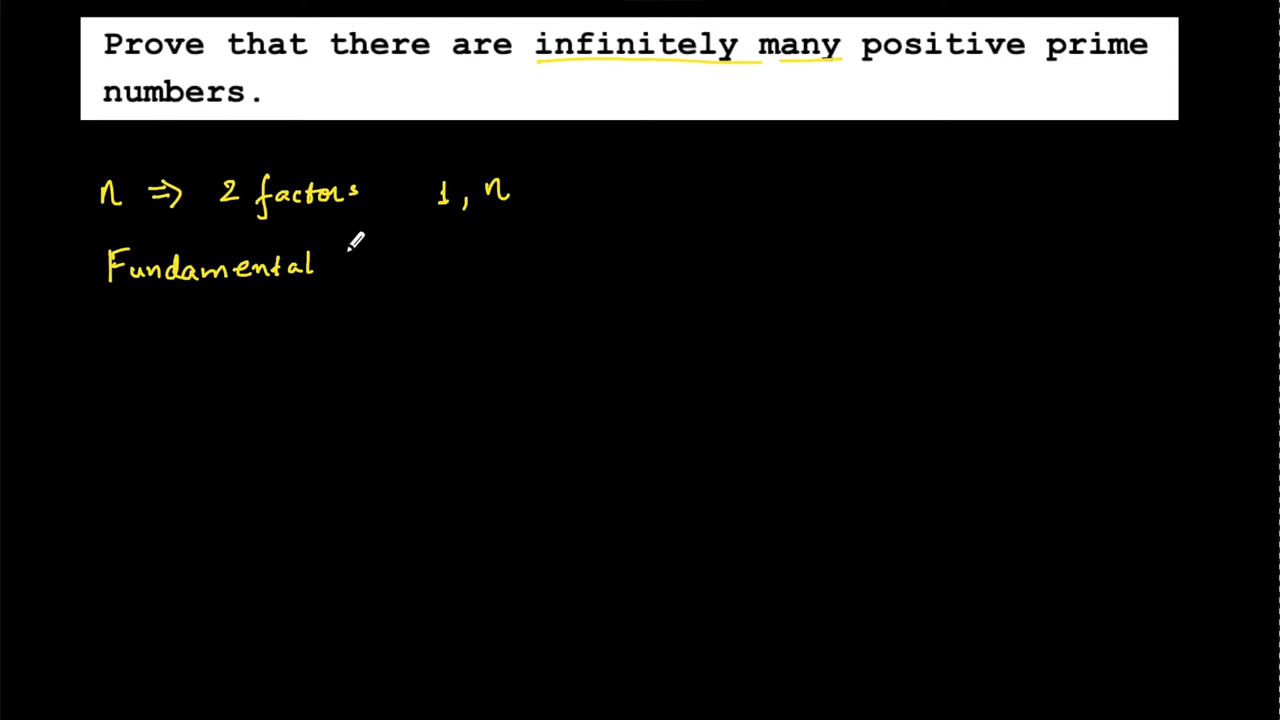 Prove that there are infinitely many positive prime
numbers.
n ⇒ 2 factors 1, n
Fundamental